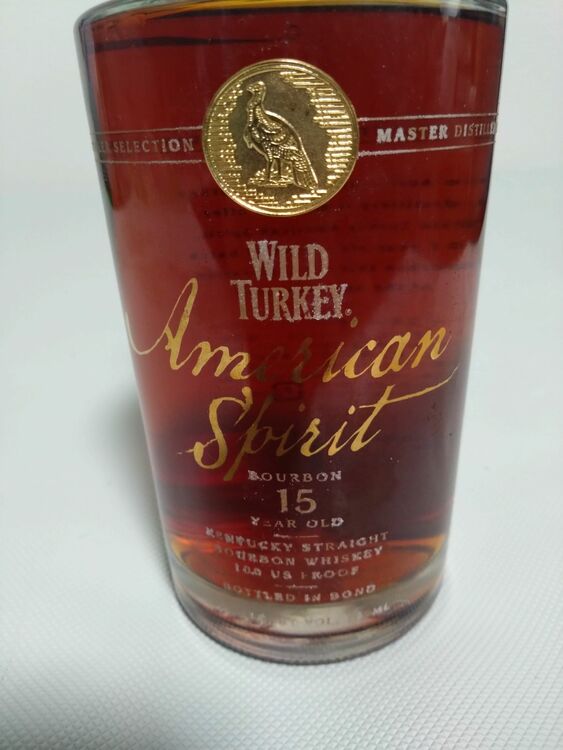 SELECTION
MASTER DISTILLER
WILD
TURKEY®
American
Spirit
BOURBON
15
YEAR OLD
KENTUCKY STRAIGHT
BOURBON WHISKEY
100 US PROOF
BOTTLED IN BOND